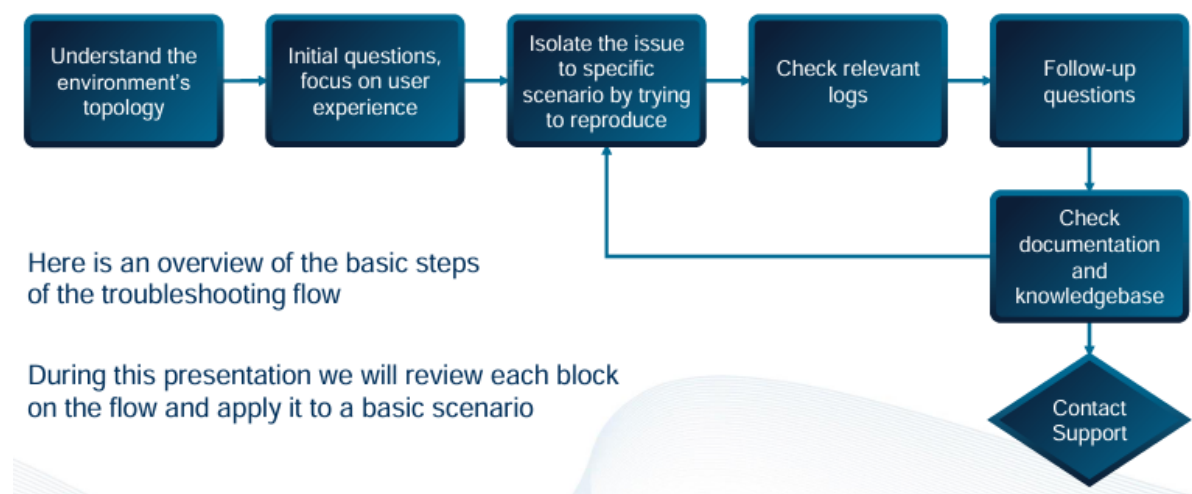 Understand the
environment's
topology
Initial questions,
focus on user
experience
Isolate the issue
to specific
scenario by trying
to reproduce
Check relevant
logs
Follow-up
questions
Check
documentation
and
knowledgebase
Contact
Support
Here is an overview of the basic steps
of the troubleshooting flow
During this presentation we will review each block
on the flow and apply it to a basic scenario